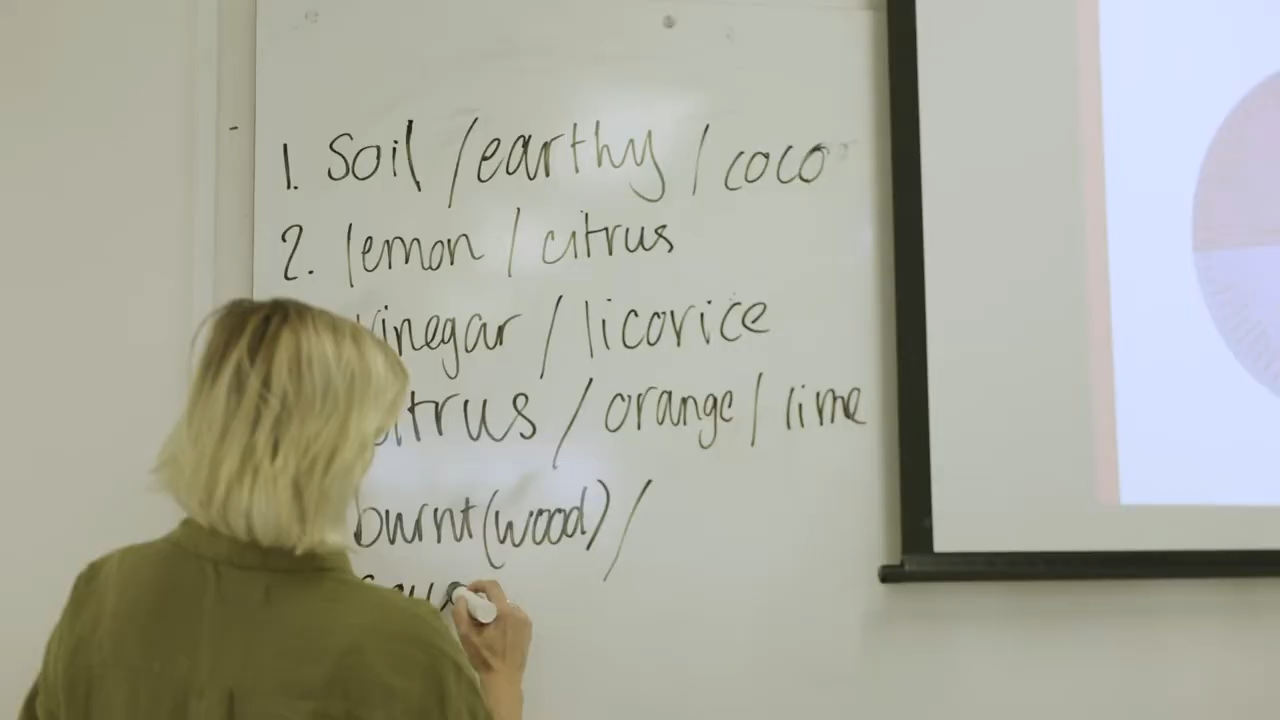 1. Soil / earthy / coco
2. lemon / citrus
vinegar / licorice
citrus / orange / lime
burnt (wood) /